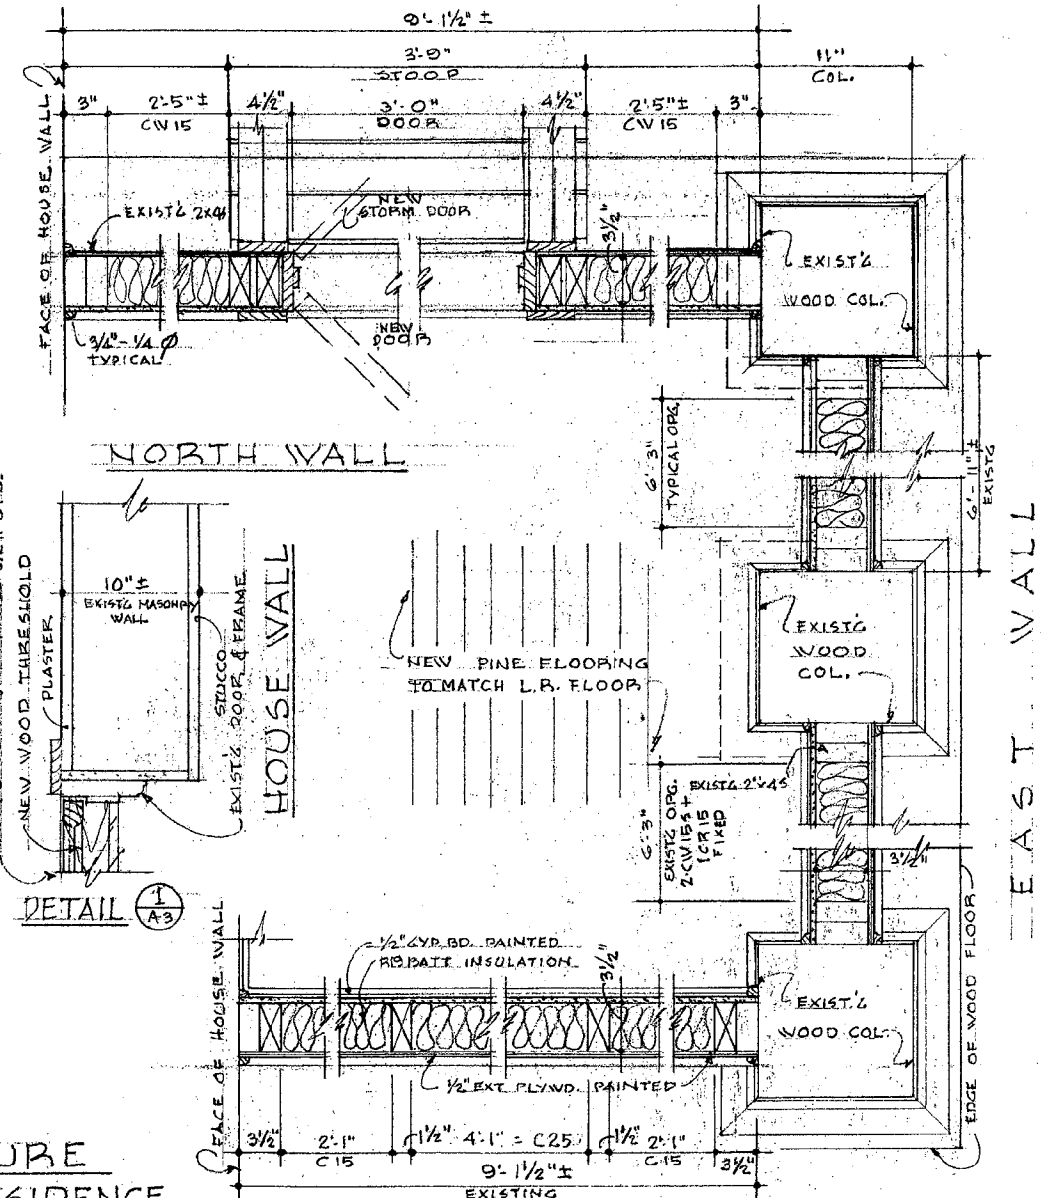 9'-1½" ±
3'-9"
STOOP
11"
COL.
3"
2'-5" ±
CW15
4½"
3'-0"
DOOR
4½"
2'5" ±
CW15
3"
FACE OF HOUSE WALL
EXIST'G 2x4s
NEW
STORM DOOR
3½"
EXIST'G
WOOD COL.
3/4" - 1/4 Ø
TYPICAL
NEW
DOOR
NORTH WALL
6'-3"
TYPICAL OPG.
6'-11" ±
EXIST'G
EAST WALL
NEW WOOD THRESHOLD
PLASTER
10" ±
EXIST'G MASONRY
WALL
STUCCO
EXIST'G DOOR & FRAME
HOUSE WALL
NEW PINE FLOORING
TO MATCH L.R. FLOOR
EXIST'G
WOOD
COL.
EXIST'G 2"x4s
6'-3"
EXIST'G OPG.
2-CW15s +
1 CR15
FIXED
3½"
DETAIL 1
A3
FACE OF HOUSE WALL
½" GYP. BD. PAINTED
BATT INSULATION
3½"
EXIST'G
WOOD COL.
EDGE OF WOOD FLOOR
½" EXT. PLYWD. PAINTED
3½"
2'-1"
C15
1½"
4'-1" = C25
1½"
2'-1"
C15
3½"
9'-1½" ±
EXISTING
URE
SIDENCE